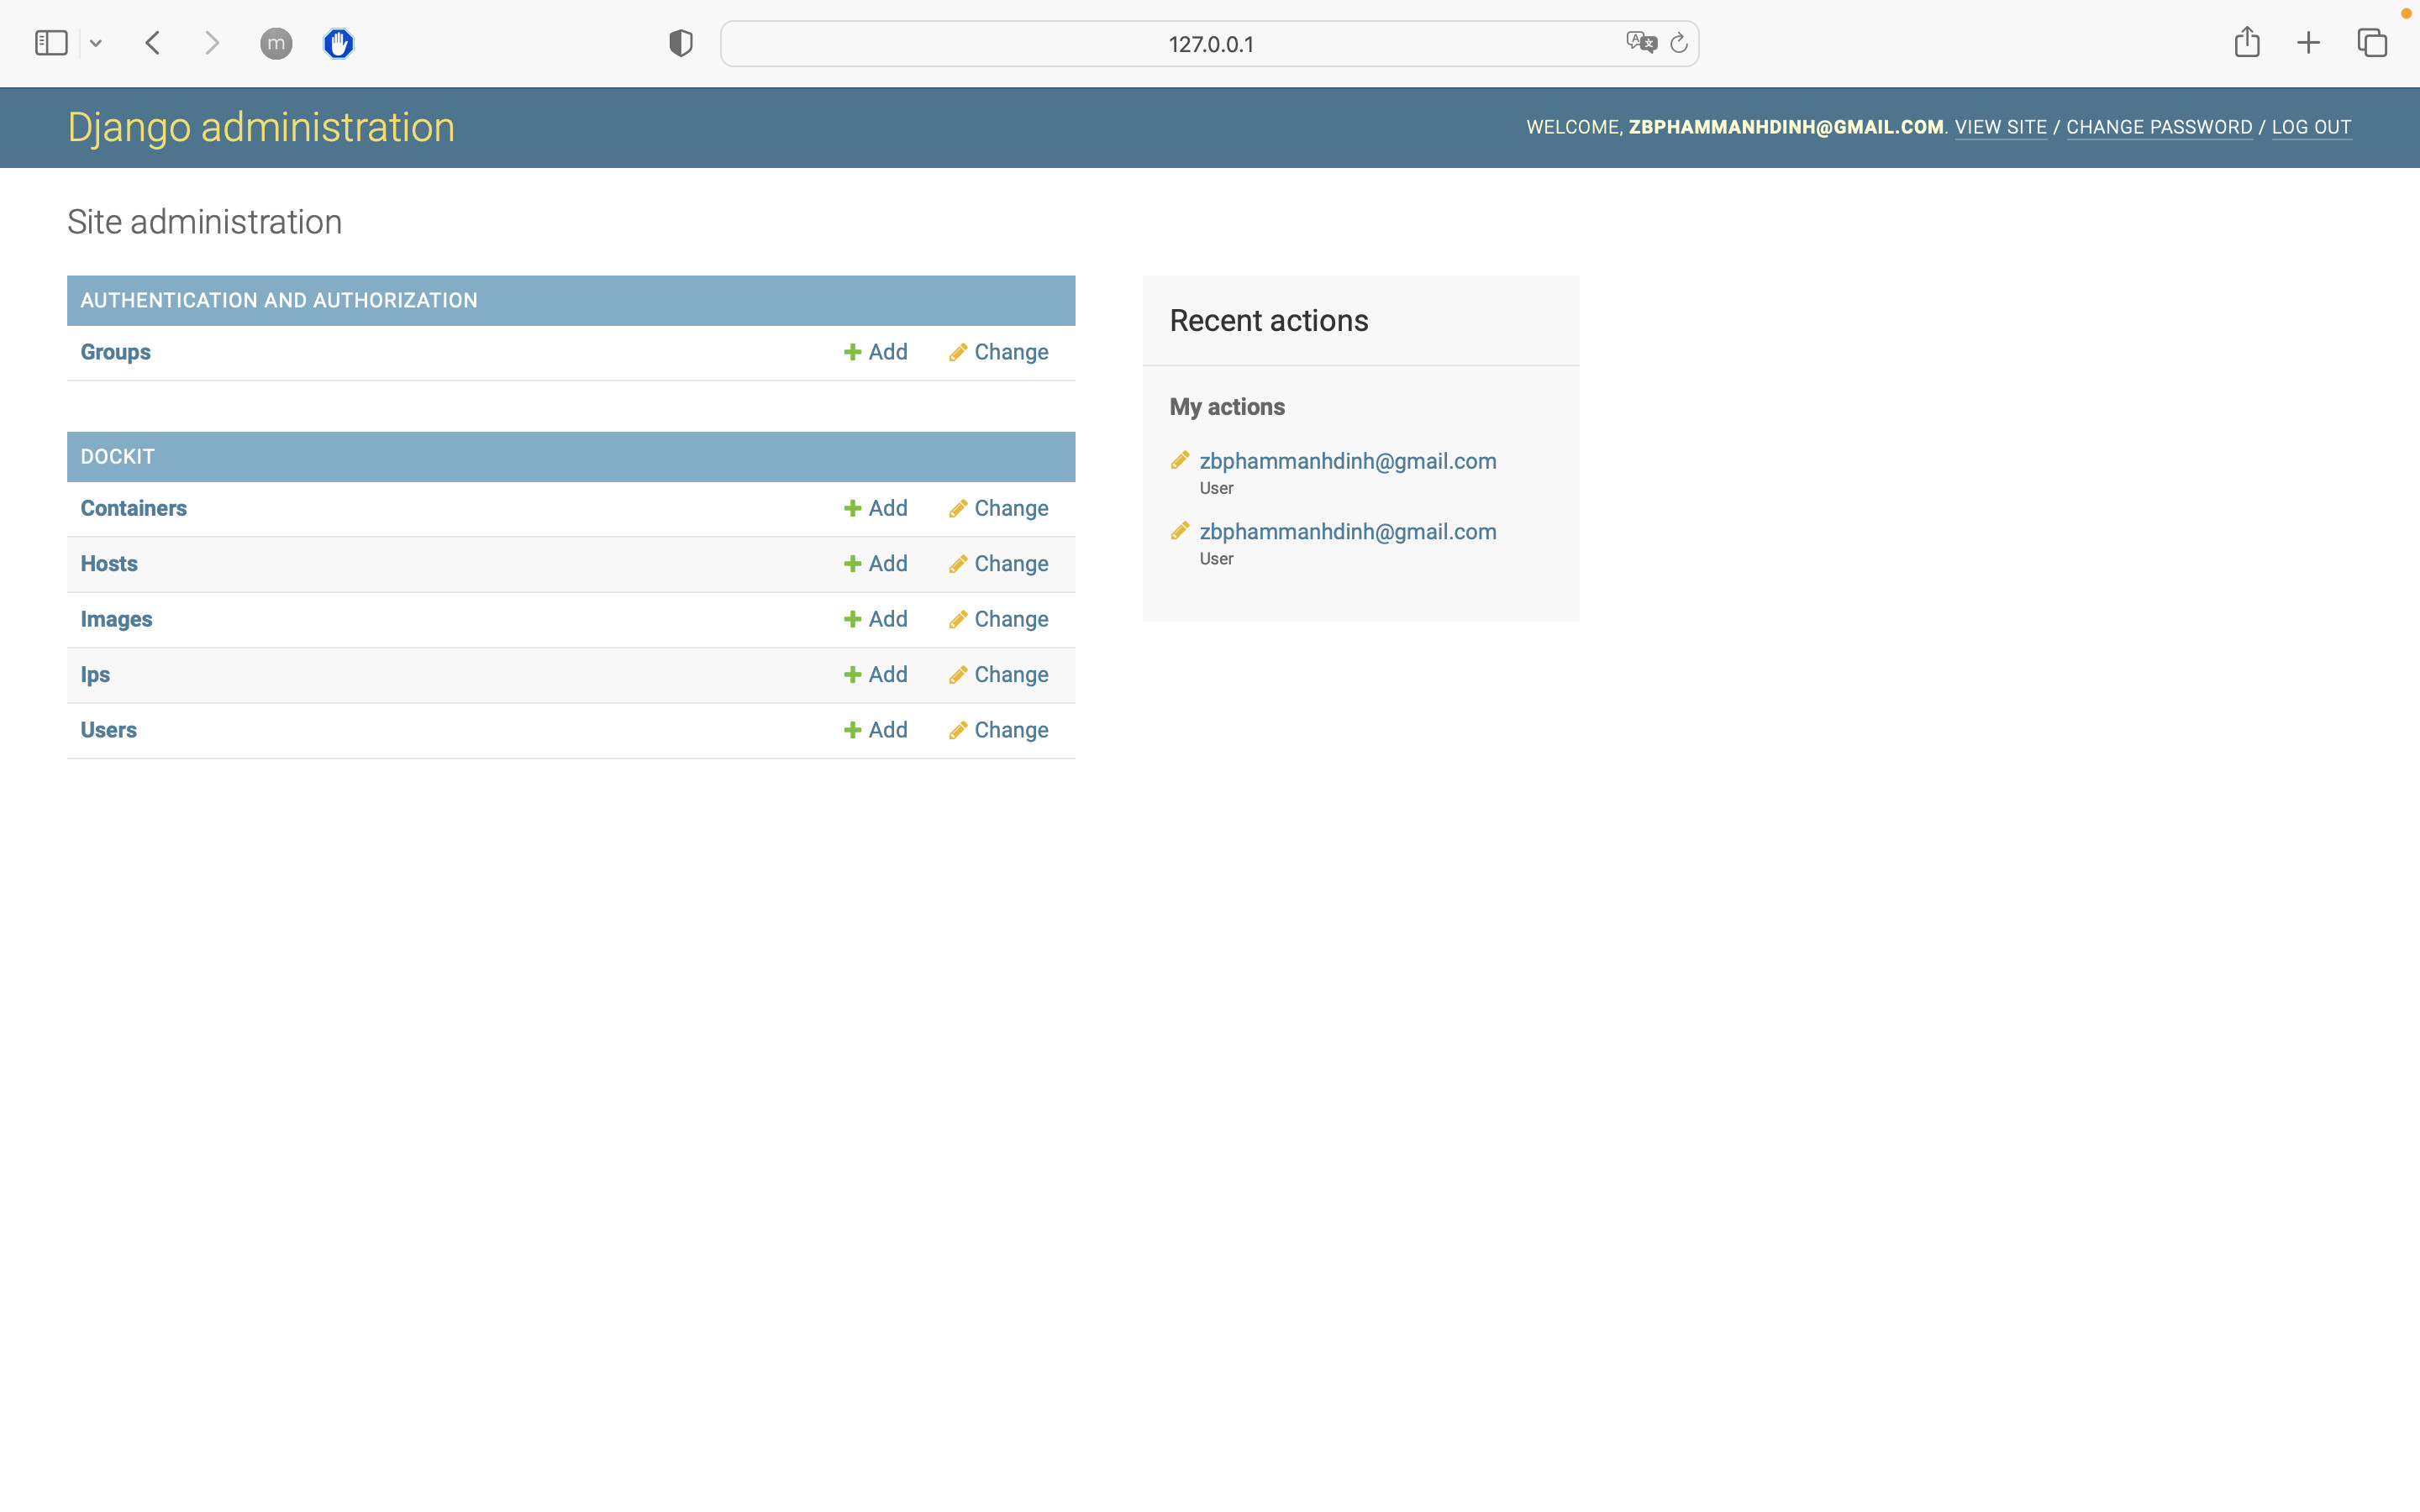 m
127.0.0.1
Django administration
WELCOME, ZBPHAMMANHDINH@GMAIL.COM. VIEW SITE / CHANGE PASSWORD / LOG OUT
Site administration
AUTHENTICATION AND AUTHORIZATION
Groups Add Change
DOCKIT
Containers Add Change
Hosts Add Change
Images Add Change
Ips Add Change
Users Add Change
Recent actions
My actions
zbphammanhdinh@gmail.com
User
zbphammanhdinh@gmail.com
User